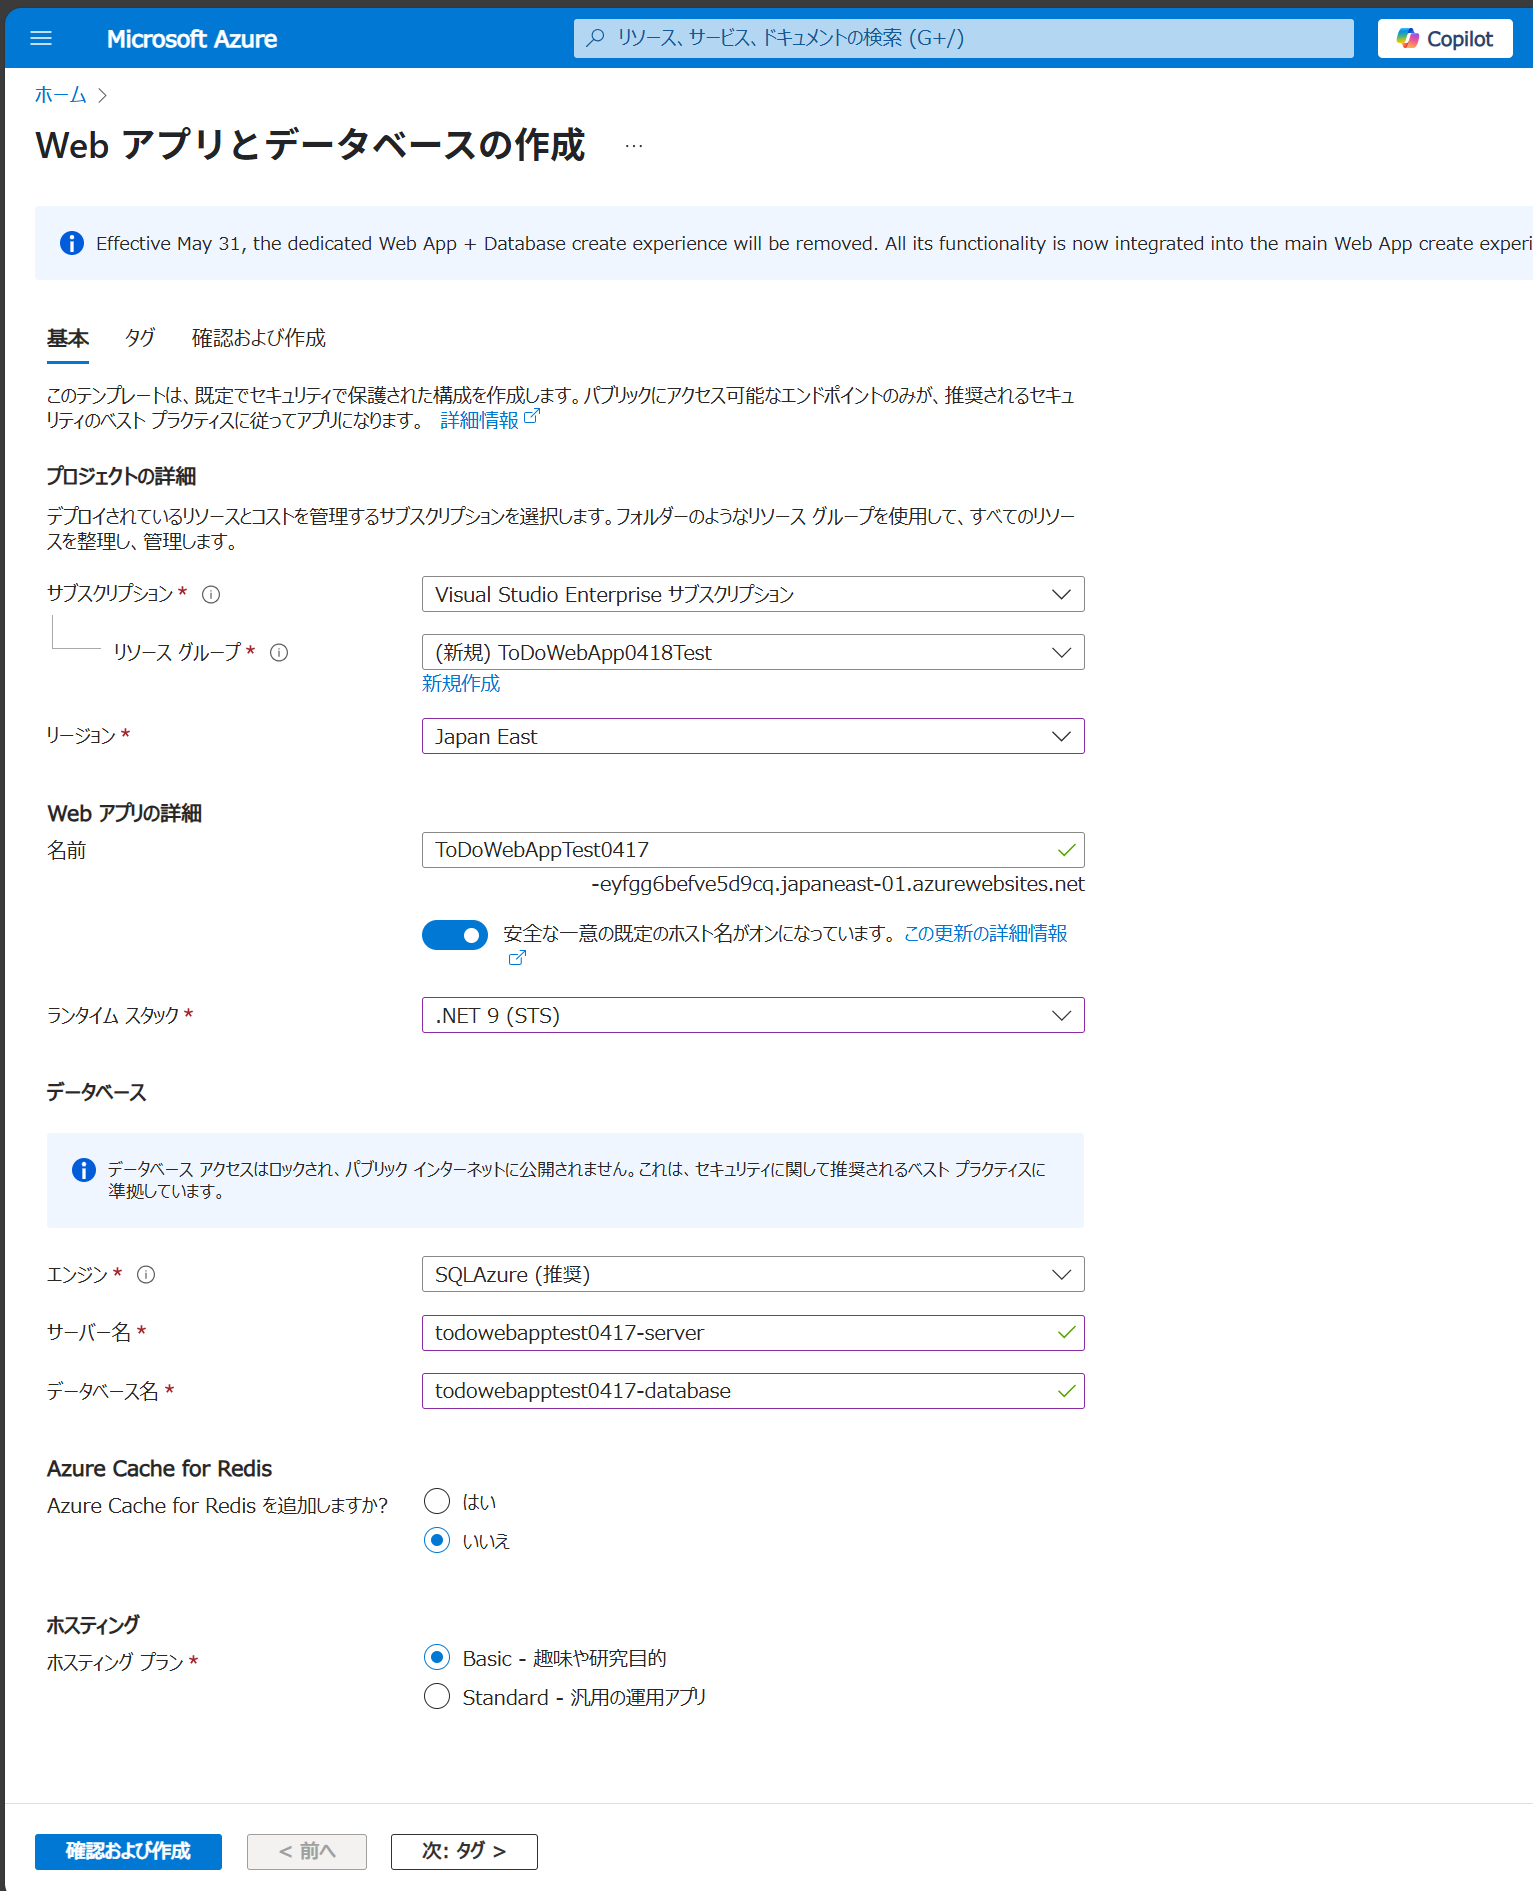 Microsoft Azure
リソース、サービス、ドキュメントの検索 (G+/)
Copilot
ホーム >
Web アプリとデータベースの作成 …
Effective May 31, the dedicated Web App + Database create experience will be removed. All its functionality is now integrated into the main Web App create experi
基本 タグ 確認および作成
このテンプレートは、既定でセキュリティで保護された構成を作成します。パブリックにアクセス可能なエンドポイントのみが、推奨されるセキュ
リティのベスト プラクティスに従ってアプリになります。 詳細情報
プロジェクトの詳細
デプロイされているリソースとコストを管理するサブスクリプションを選択します。フォルダーのようなリソース グループを使用して、すべてのリソー
スを整理し、管理します。
サブスクリプション *
Visual Studio Enterprise サブスクリプション
リソース グループ *
(新規) ToDoWebApp0418Test
新規作成
リージョン *
Japan East
Web アプリの詳細
名前
ToDoWebAppTest0417
-eyfgg6befve5d9cq.japaneast-01.azurewebsites.net
安全な一意の既定のホスト名がオンになっています。 この更新の詳細情報
ランタイム スタック *
.NET 9 (STS)
データベース
データベース アクセスはロックされ、パブリック インターネットに公開されません。これは、セキュリティに関して推奨されるベスト プラクティスに
準拠しています。
エンジン *
SQLAzure (推奨)
サーバー名 *
todowebapptest0417-server
データベース名 *
todowebapptest0417-database
Azure Cache for Redis
Azure Cache for Redis を追加しますか?
はい
いいえ
ホスティング
ホスティング プラン *
Basic - 趣味や研究目的
Standard - 汎用の運用アプリ
確認および作成
< 前へ
次: タグ >